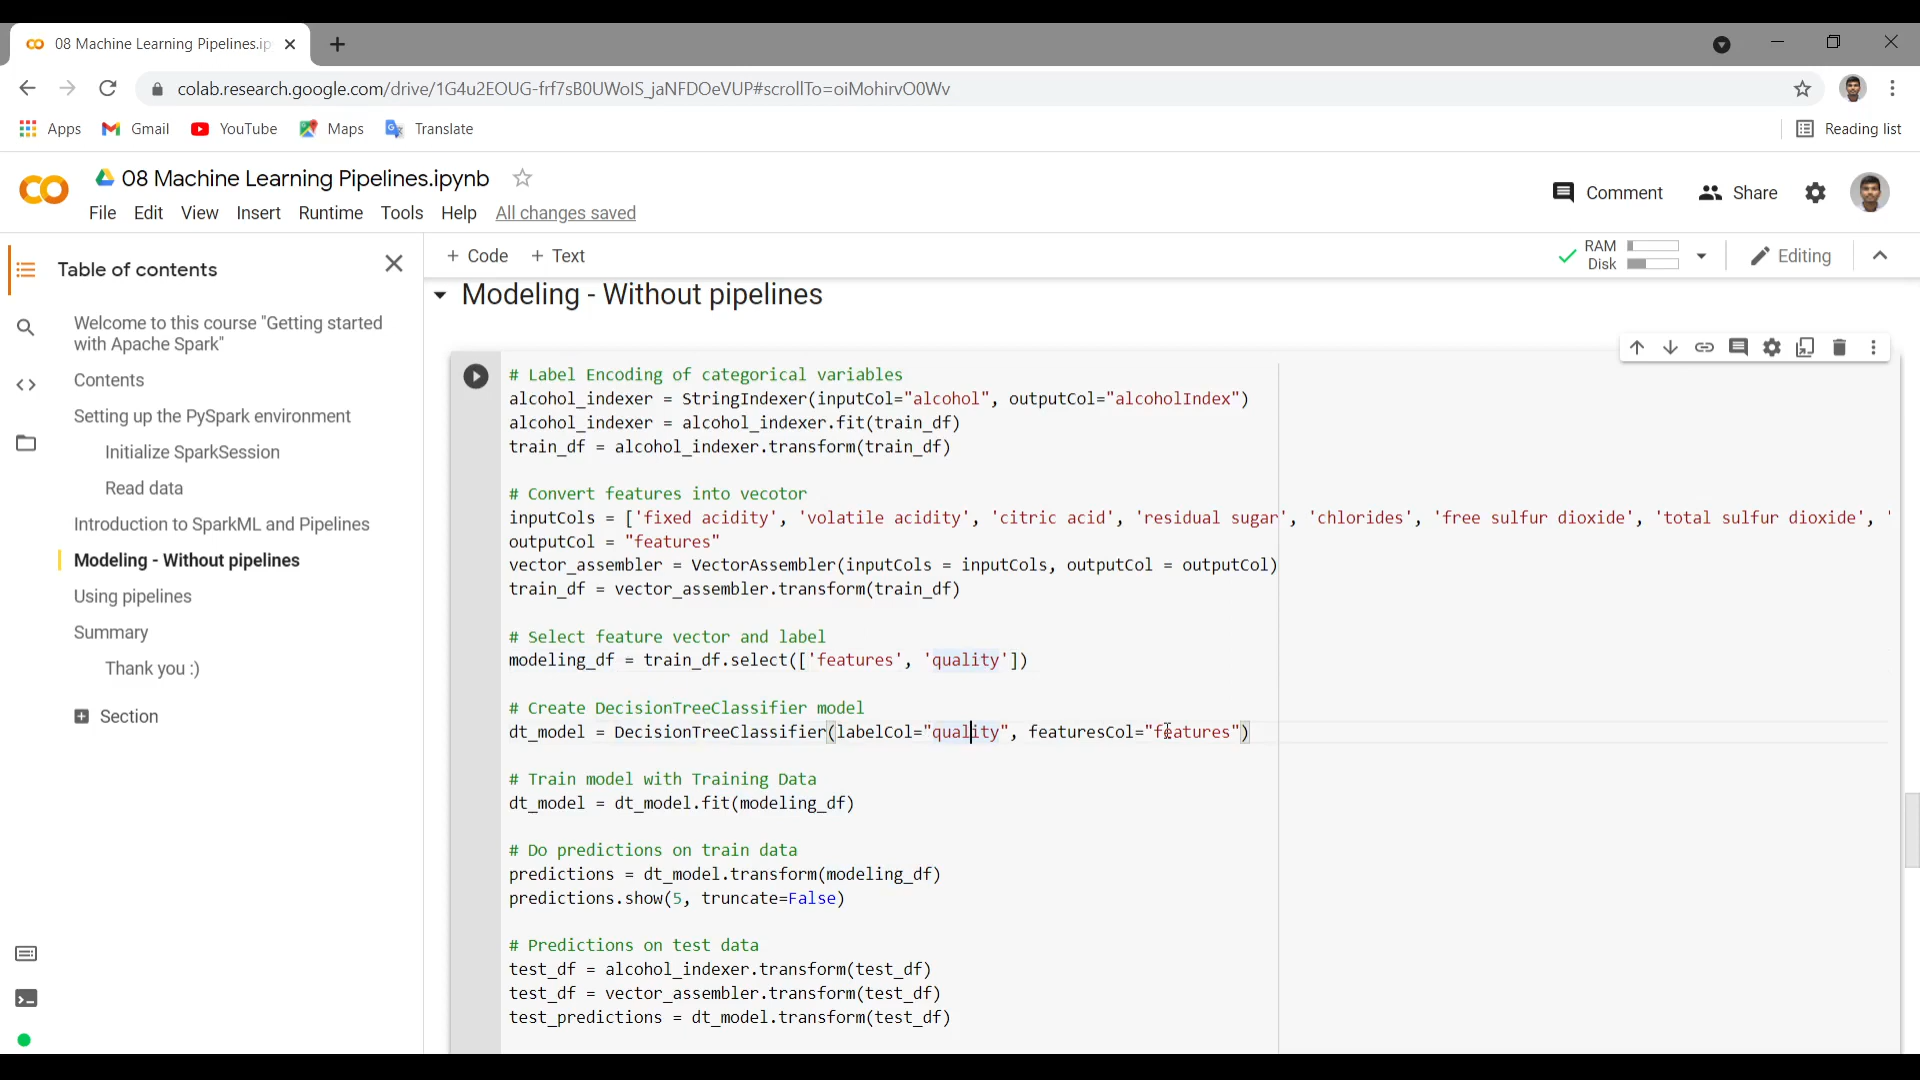 08 Machine Learning Pipelines.ip
colab.research.google.com/drive/1G4u2EOUG-frf7sB0UWoIS_jaNFDOeVUP#scrollTo=oiMohirvO0Wv
Apps Gmail YouTube Maps Translate Reading list
08 Machine Learning Pipelines.ipynb
Comment Share
File Edit View Insert Runtime Tools Help All changes saved
Table of contents
+ Code + Text
RAM
Disk
Editing
Welcome to this course "Getting started
with Apache Spark"
Contents
Setting up the PySpark environment
Initialize SparkSession
Read data
Introduction to SparkML and Pipelines
Modeling - Without pipelines
Using pipelines
Summary
Thank you :)
Section
Modeling - Without pipelines
# Label Encoding of categorical variables
alcohol_indexer = StringIndexer(inputCol="alcohol", outputCol="alcoholIndex")
alcohol_indexer = alcohol_indexer.fit(train_df)
train_df = alcohol_indexer.transform(train_df)
# Convert features into vecotor
inputCols = ['fixed acidity', 'volatile acidity', 'citric acid', 'residual sugar', 'chlorides', 'free sulfur dioxide', 'total sulfur dioxide', '
outputCol = "features"
vector_assembler = VectorAssembler(inputCols = inputCols, outputCol = outputCol)
train_df = vector_assembler.transform(train_df)
# Select feature vector and label
modeling_df = train_df.select(['features', 'quality'])
# Create DecisionTreeClassifier model
dt_model = DecisionTreeClassifier(labelCol="quality", featuresCol="features")
# Train model with Training Data
dt_model = dt_model.fit(modeling_df)
# Do predictions on train data
predictions = dt_model.transform(modeling_df)
predictions.show(5, truncate=False)
# Predictions on test data
test_df = alcohol_indexer.transform(test_df)
test_df = vector_assembler.transform(test_df)
test_predictions = dt_model.transform(test_df)